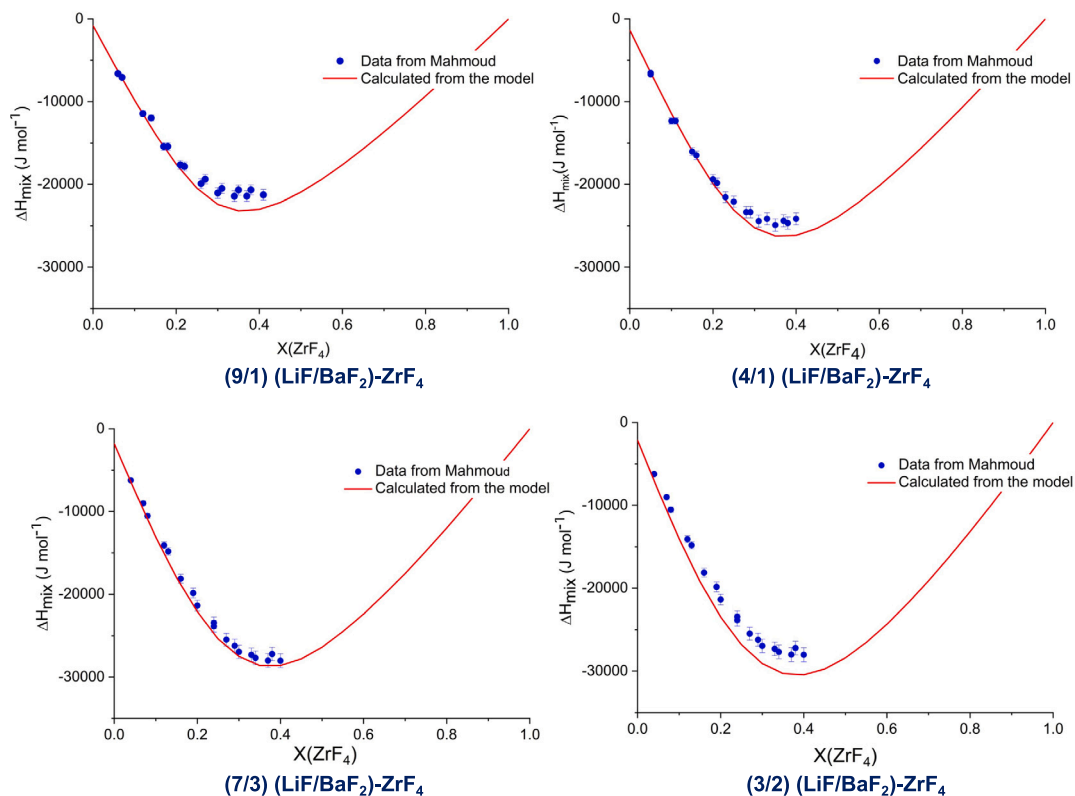 0
-10000
-20000
-30000
ΔHmix (J mol⁻¹)
Data from Mahmoud
Calculated from the model
0.0 0.2 0.4 0.6 0.8 1.0
X(ZrF₄)
(9/1) (LiF/BaF₂)-ZrF₄
0
-10000
-20000
-30000
ΔHmix(J mol⁻¹)
Data from Mahmoud
Calculated from the model
0.0 0.2 0.4 0.6 0.8 1.0
X(ZrF₄)
(4/1) (LiF/BaF₂)-ZrF₄
0
-10000
-20000
-30000
ΔHmix (J mol⁻¹)
Data from Mahmoud
Calculated from the model
0.0 0.2 0.4 0.6 0.8 1.0
X(ZrF₄)
(7/3) (LiF/BaF₂)-ZrF₄
0
-10000
-20000
-30000
ΔHmix (J mol⁻¹)
Data from Mahmoud
Calculated from the model
0.0 0.2 0.4 0.6 0.8 1.0
X(ZrF₄)
(3/2) (LiF/BaF₂)-ZrF₄